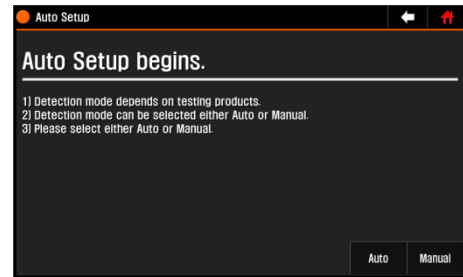 Auto Setup
Auto Setup begins.
1) Detection mode depends on testing products.
2) Detection mode can be selected either Auto or Manual.
3) Please select either Auto or Manual.
Auto Manual